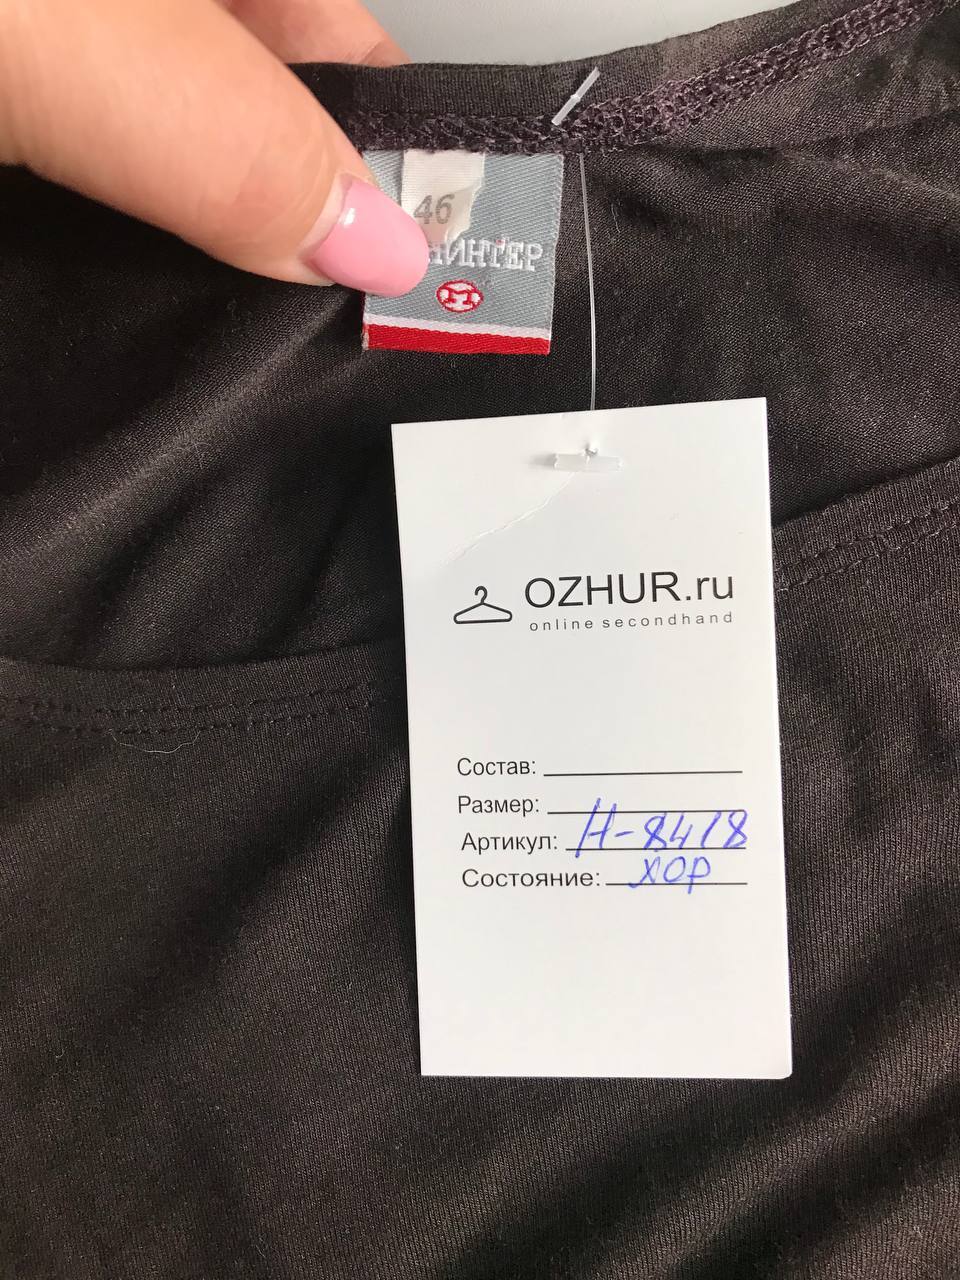 46
OZHUR.ru
online secondhand
Состав:
Размер:
Артикул: Н-8418
Состояние: хор